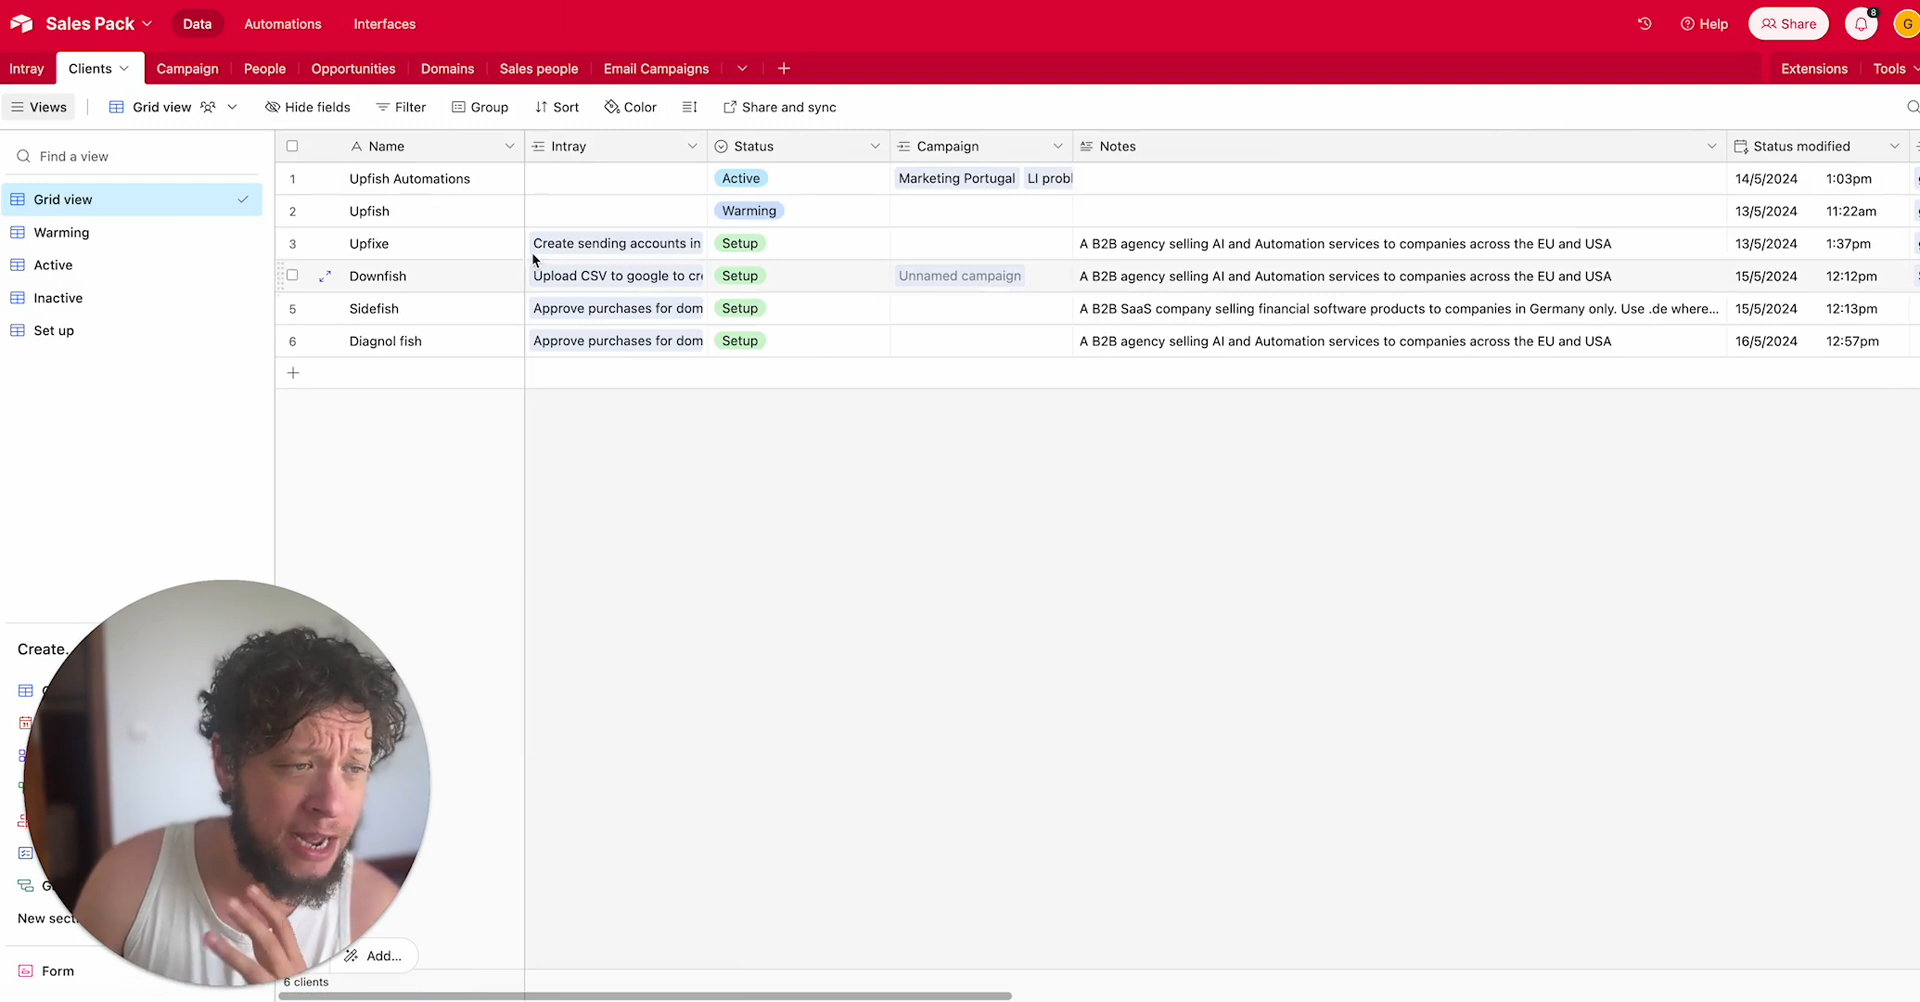 Sales Pack Data Automations Interfaces Help Share 8 G
Intray Clients Campaign People Opportunities Domains Sales people Email Campaigns Extensions Tools
Views Grid view Hide fields Filter Group Sort Color Share and sync
Find a view
Grid view
Warming
Active
Inactive
Set up
Create.
New sect
Form
Name Intray Status Campaign Notes Status modified
1 Upfish Automations Active Marketing Portugal LI probl 14/5/2024 1:03pm
2 Upfish Warming 13/5/2024 11:22am
3 Upfixe Create sending accounts in Setup A B2B agency selling AI and Automation services to companies across the EU and USA 13/5/2024 1:37pm
Downfish Upload CSV to google to cre Setup Unnamed campaign A B2B agency selling AI and Automation services to companies across the EU and USA 15/5/2024 12:12pm
5 Sidefish Approve purchases for dom Setup A B2B SaaS company selling financial software products to companies in Germany only. Use .de where... 15/5/2024 12:13pm
6 Diagnol fish Approve purchases for dom Setup A B2B agency selling AI and Automation services to companies across the EU and USA 16/5/2024 12:57pm
Add...
6 clients